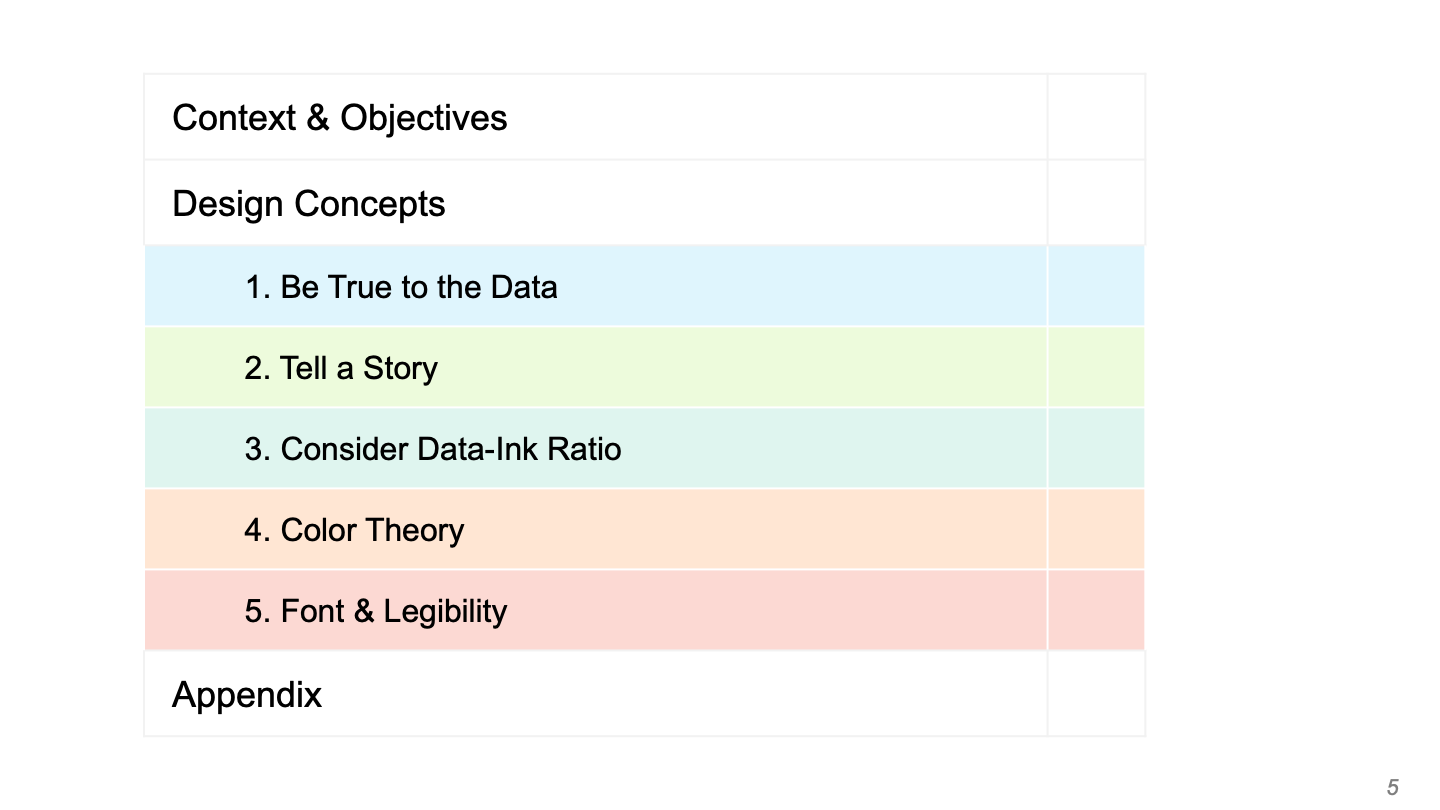 Context & Objectives
Design Concepts
1. Be True to the Data
2. Tell a Story
3. Consider Data-Ink Ratio
4. Color Theory
5. Font & Legibility
Appendix
5